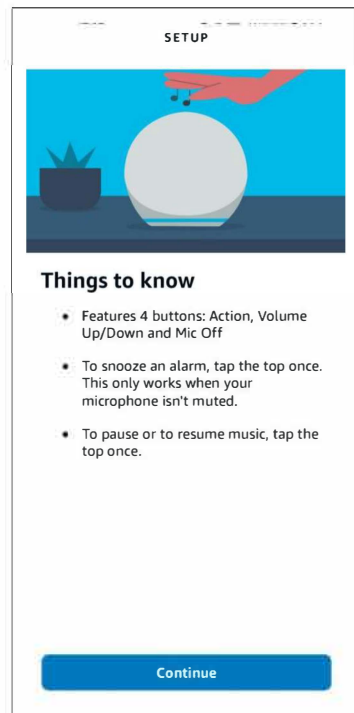 SETUP
Things to know
• Features 4 buttons: Action, Volume
Up/Down and Mic Off
• To snooze an alarm, tap the top once.
This only works when your
microphone isn't muted.
• To pause or to resume music, tap the
top once.
Continue